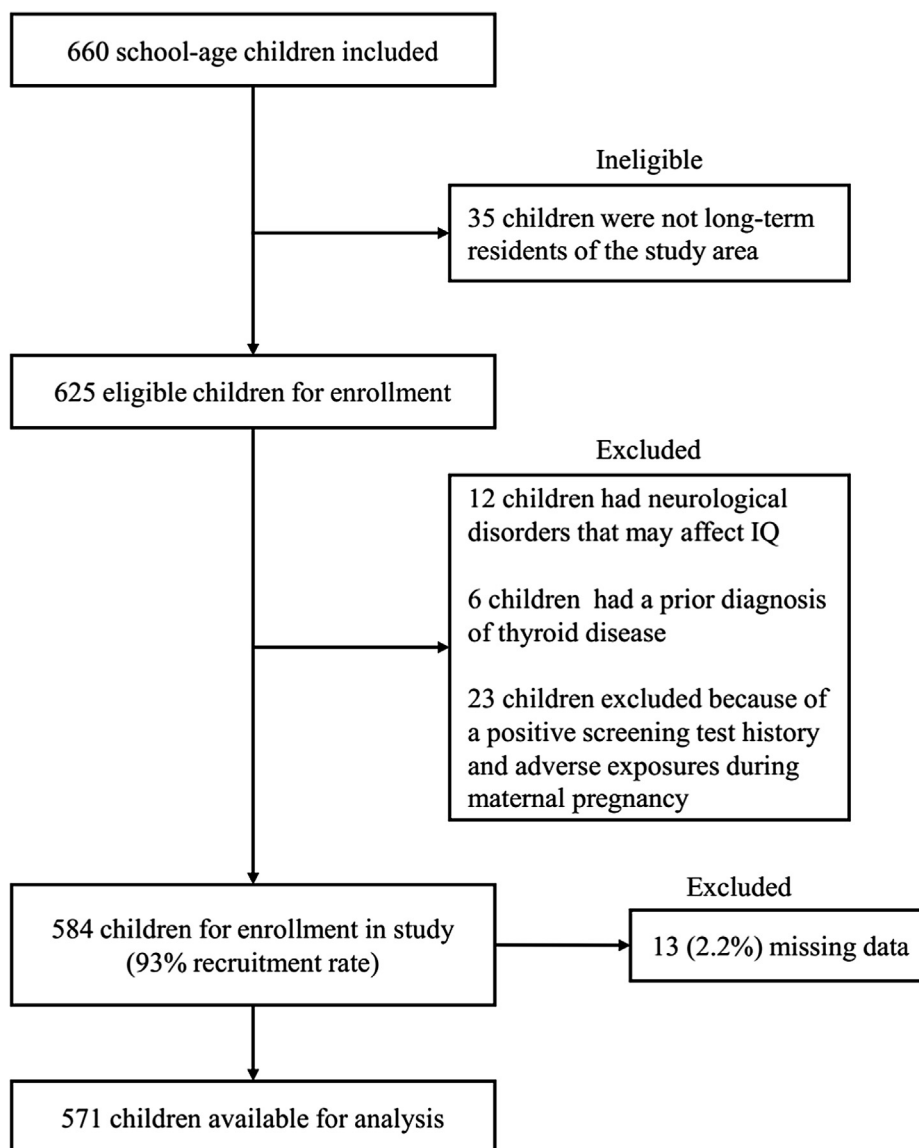 660 school-age children included
Ineligible
35 children were not long-term
residents of the study area
625 eligible children for enrollment
Excluded
12 children had neurological
disorders that may affect IQ
6 children  had a prior diagnosis
of thyroid disease
23 children excluded because of
a positive screening test history
and adverse exposures during
maternal pregnancy
584 children for enrollment in study
(93% recruitment rate)
Excluded
13 (2.2%) missing data
571 children available for analysis